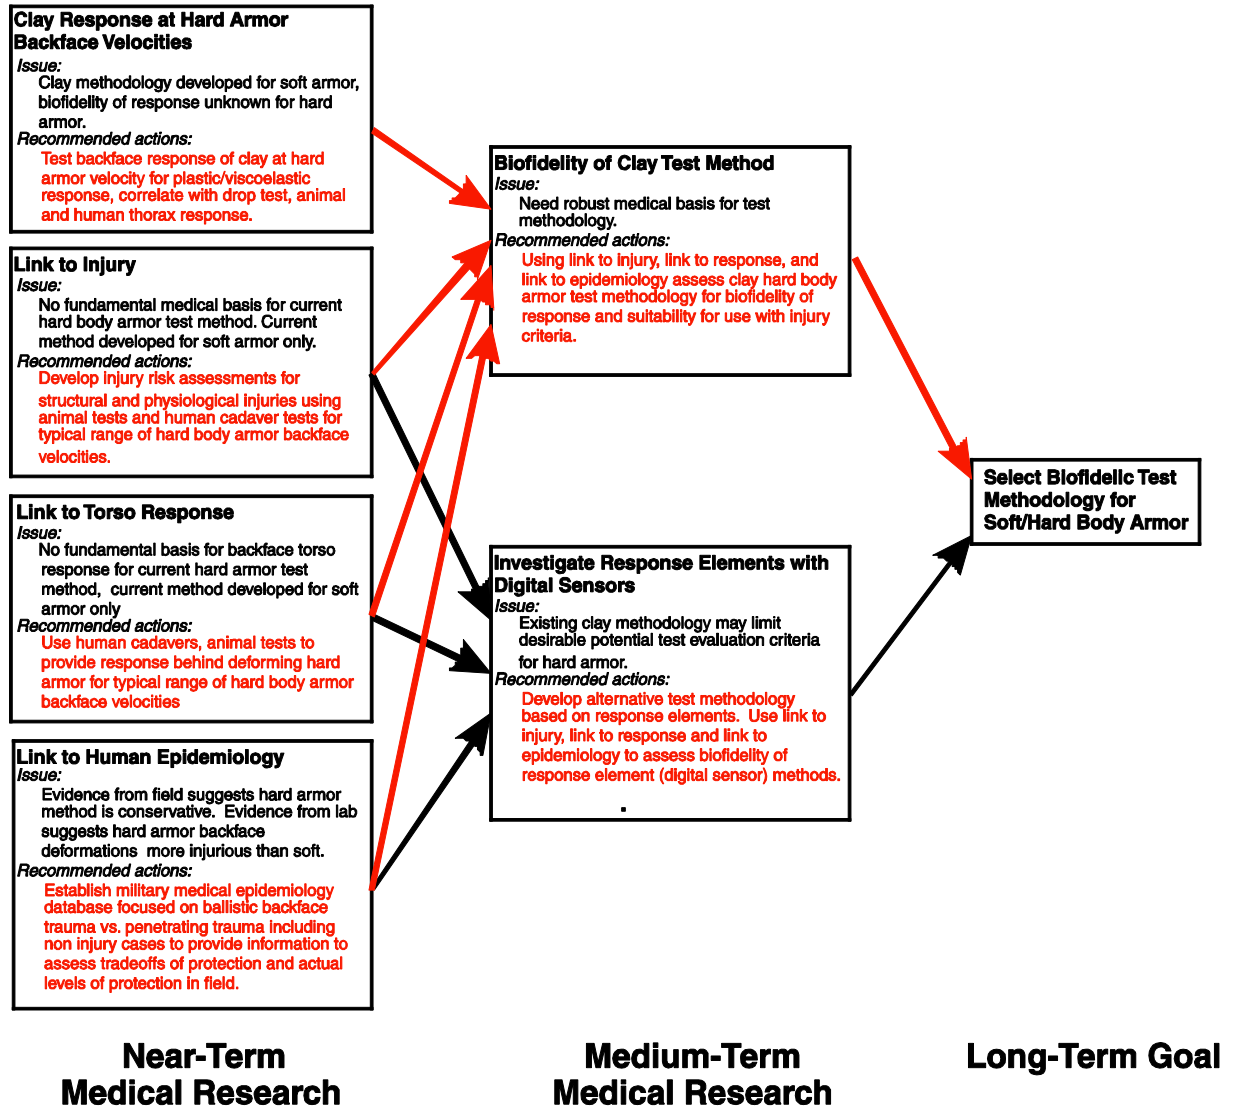 Clay Response at Hard Armor
Backface Velocities
Issue:
Clay methodology developed for soft armor,
biofidelity of response unknown for hard
armor.
Recommended actions:
Test backface response of clay at hard
armor velocity for plastic/viscoelastic
response, correlate with drop test, animal
and human thorax response.
Link to Injury
Issue:
No fundamental medical basis for current
hard body armor test method. Current
method developed for soft armor only.
Recommended actions:
Develop injury risk assessments for
structural and physiological injuries using
animal tests and human cadaver tests for
typical range of hard body armor backface
velocities.
Link to Torso Response
Issue:
No fundamental basis for backface torso
response for current hard armor test
method, current method developed for soft
armor only
Recommended actions:
Use human cadavers, animal tests to
provide response behind deforming hard
armor for typical range of hard body armor
backface velocities
Link to Human Epidemiology
Issue:
Evidence from field suggests hard armor
method is conservative. Evidence from lab
suggests hard armor backface
deformations more injurious than soft.
Recommended actions:
Establish military medical epidemiology
database focused on ballistic backface
trauma vs. penetrating trauma including
non injury cases to provide information to
assess tradeoffs of protection and actual
levels of protection in field.
Near-Term
Medical Research
Biofidelity of Clay Test Method
Issue:
Need robust medical basis for test
methodology.
Recommended actions:
Using link to injury, link to response, and
link to epidemiology assess clay hard body
armor test methodology for biofidelity of
response and suitability for use with injury
criteria.
Investigate Response Elements with
Digital Sensors
Issue:
Existing clay methodology may limit
desirable potential test evaluation criteria
for hard armor.
Recommended actions:
Develop alternative test methodology
based on response elements. Use link to
injury, link to response and link to
epidemiology to assess biofidelity of
response element (digital sensor) methods.
.
Medium-Term
Medical Research
Select Biofidelic Test
Methodology for
Soft/Hard Body Armor
Long-Term Goal